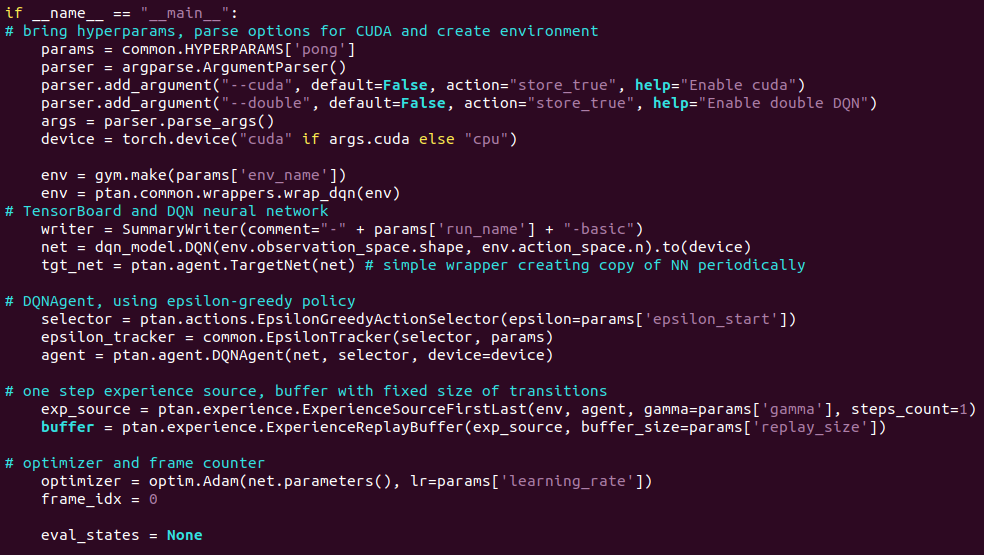 if __name__ == "__main__":
# bring hyperparams, parse options for CUDA and create environment
    params = common.HYPERPARAMS['pong']
    parser = argparse.ArgumentParser()
    parser.add_argument("--cuda", default=False, action="store_true", help="Enable cuda")
    parser.add_argument("--double", default=False, action="store_true", help="Enable double DQN")
    args = parser.parse_args()
    device = torch.device("cuda" if args.cuda else "cpu")

    env = gym.make(params['env_name'])
    env = ptan.common.wrappers.wrap_dqn(env)
# TensorBoard and DQN neural network
    writer = SummaryWriter(comment="-" + params['run_name'] + "-basic")
    net = dqn_model.DQN(env.observation_space.shape, env.action_space.n).to(device)
    tgt_net = ptan.agent.TargetNet(net) # simple wrapper creating copy of NN periodically

# DQNAgent, using epsilon-greedy policy
    selector = ptan.actions.EpsilonGreedyActionSelector(epsilon=params['epsilon_start'])
    epsilon_tracker = common.EpsilonTracker(selector, params)
    agent = ptan.agent.DQNAgent(net, selector, device=device)

# one step experience source, buffer with fixed size of transitions
    exp_source = ptan.experience.ExperienceSourceFirstLast(env, agent, gamma=params['gamma'], steps_count=1)
    buffer = ptan.experience.ExperienceReplayBuffer(exp_source, buffer_size=params['replay_size'])

# optimizer and frame counter
    optimizer = optim.Adam(net.parameters(), lr=params['learning_rate'])
    frame_idx = 0

    eval_states = None